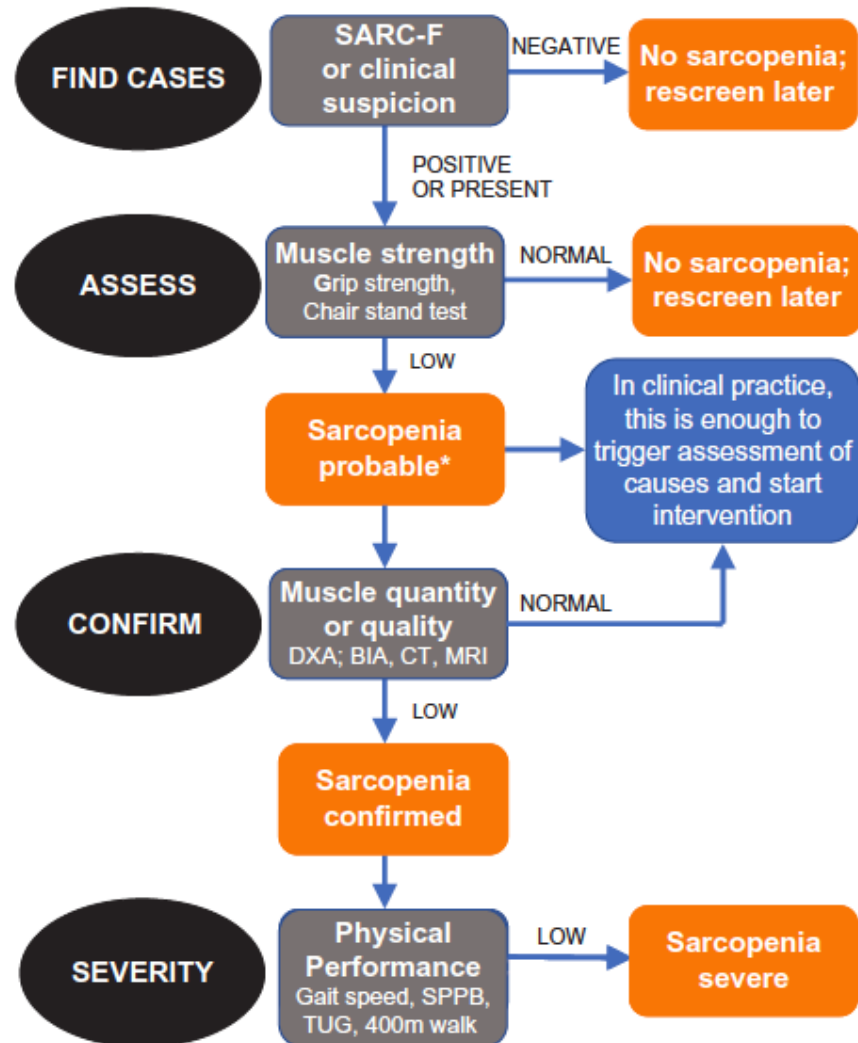 FIND CASES
SARC-F
or clinical
suspicion
NEGATIVE
No sarcopenia;
rescreen later
POSITIVE
OR PRESENT
ASSESS
Muscle strength
Grip strength,
Chair stand test
NORMAL
No sarcopenia;
rescreen later
LOW
Sarcopenia
probable*
In clinical practice,
this is enough to
trigger assessment of
causes and start
intervention
CONFIRM
Muscle quantity
or quality
DXA; BIA, CT, MRI
NORMAL
LOW
Sarcopenia
confirmed
SEVERITY
Physical
Performance
Gait speed, SPPB,
TUG, 400m walk
LOW
Sarcopenia
severe